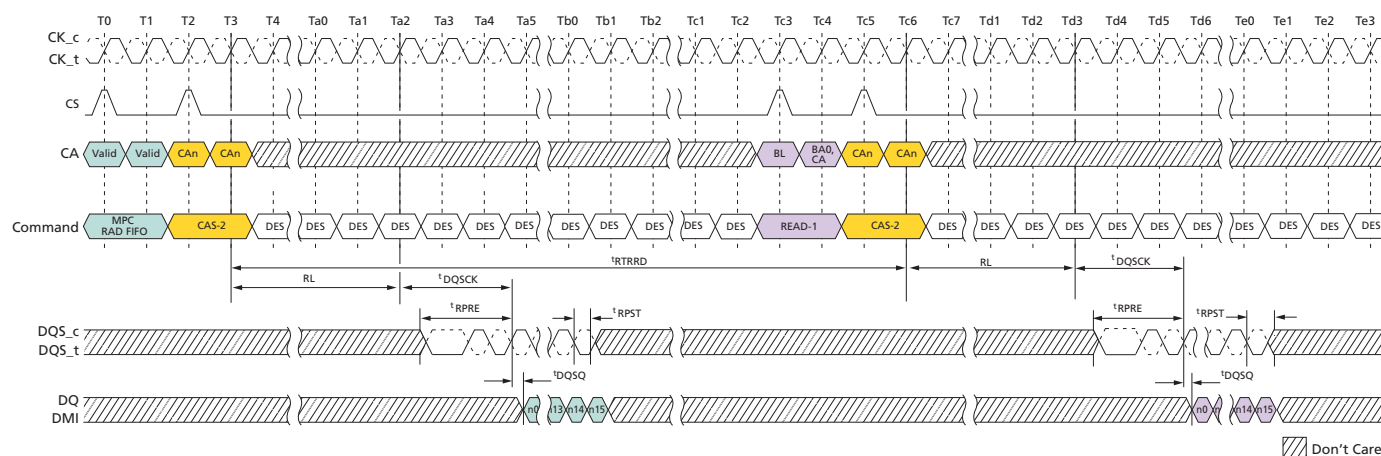 T0 T1 T2 T3 T4 Ta0 Ta1 Ta2 Ta3 Ta4 Ta5 Tb0 Tb1 Tb2 Tc1 Tc2 Tc3 Tc4 Tc5 Tc6 Tc7 Td1 Td2 Td3 Td4 Td5 Td6 Te0 Te1 Te2 Te3
CK_c
CK_t
CS
CA Valid Valid CAn CAn BL BA0, CA CAn CAn
Command MPC RAD FIFO CAS-2 DES DES DES DES DES DES DES DES DES DES DES DES READ-1 CAS-2 DES DES DES DES DES DES DES DES DES DES DES
tRTRRD
RL tDQSCK RL tDQSCK
tRPRE tRPST tRPRE tRPST
DQS_c
DQS_t
tDQSQ tDQSQ
DQ
DMI
n0 n13 n14 n15 n0 n14 n15
Don't Care